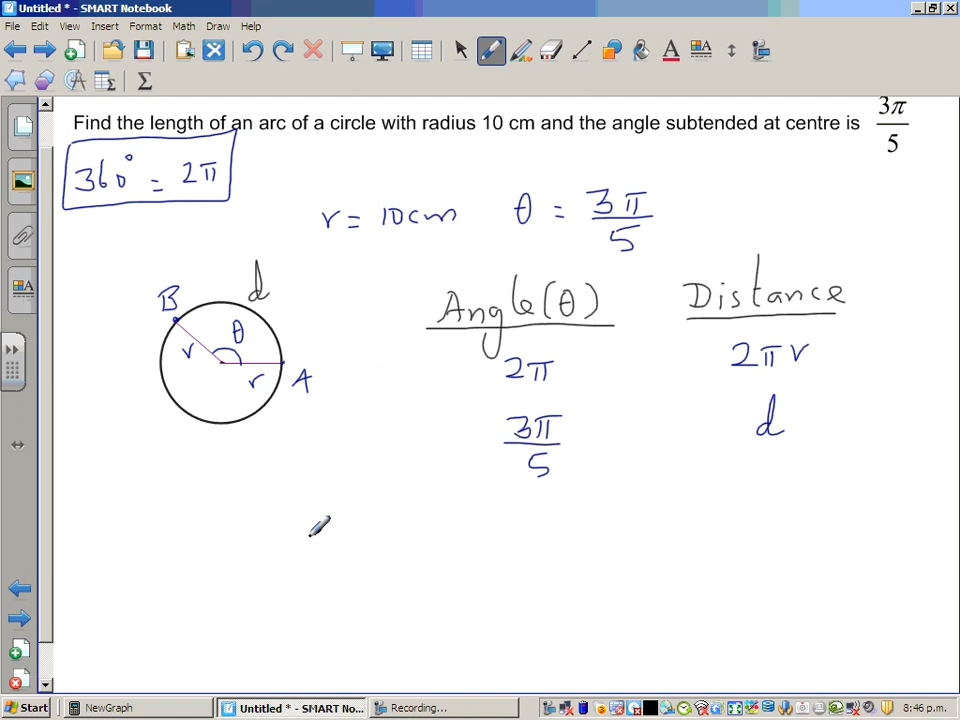 Untitled * - SMART Notebook
File Edit View Insert Format Math Draw Help
Find the length of an arc of a circle with radius 10 cm and the angle subtended at centre is 3π/5
360° = 2π
r = 10cm θ = 3π/5
d
B
θ
r
r
A
Angle(θ) Distance
2π 2πr
3π/5 d
Start NewGraph Untitled * - SMART No... Recording... 8:46 p.m.